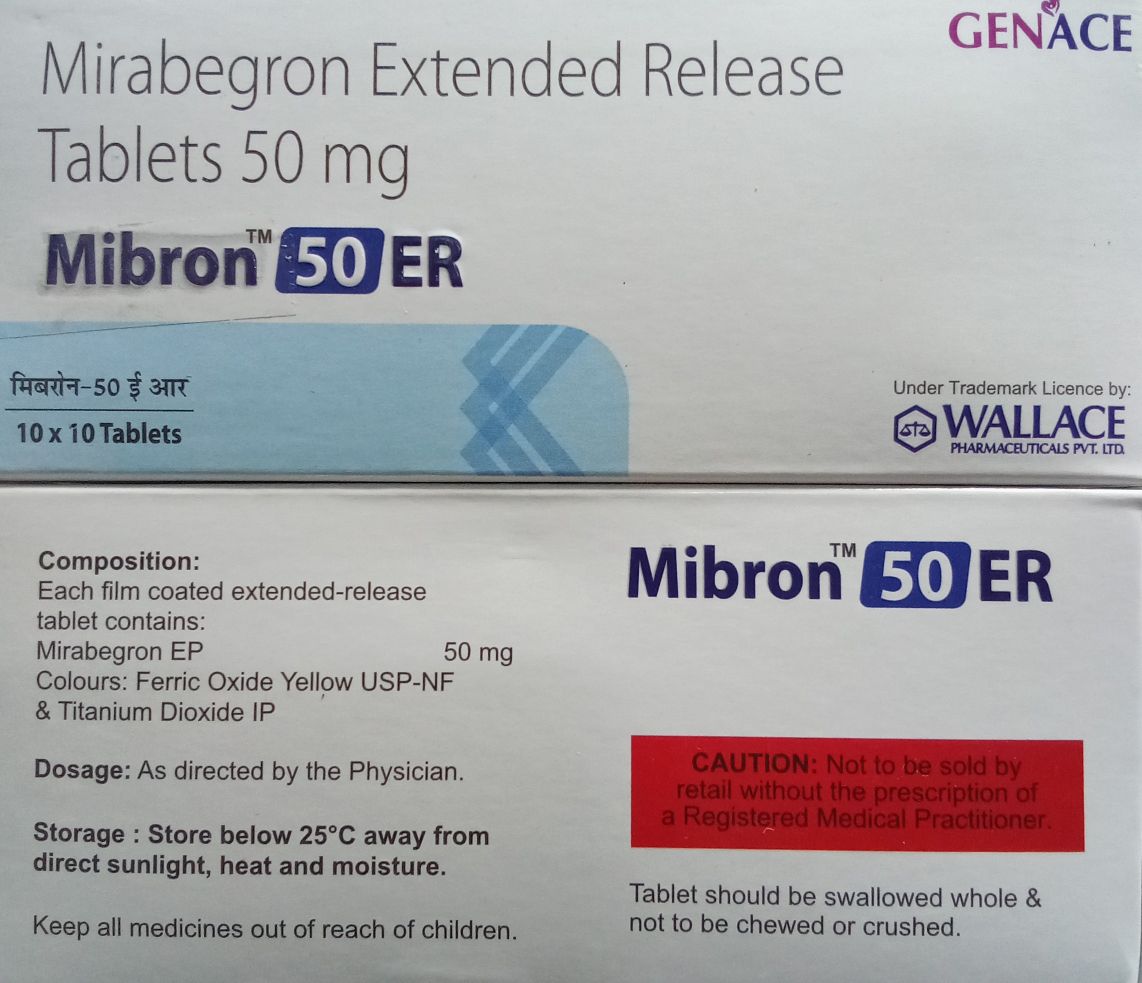 GENACE
Mirabegron Extended Release
Tablets 50 mg
Mibron™ 50 ER
मिबरोन-50 ई आर
10 x 10 Tablets
Under Trademark Licence by:
WALLACE
PHARMACEUTICALS PVT. LTD.
Composition:
Each film coated extended-release
tablet contains:
Mirabegron EP 50 mg
Colours: Ferric Oxide Yellow USP-NF
& Titanium Dioxide IP
Dosage: As directed by the Physician.
Storage : Store below 25°C away from
direct sunlight, heat and moisture.
Keep all medicines out of reach of children.
Mibron™ 50 ER
CAUTION: Not to be sold by
retail without the prescription of
a Registered Medical Practitioner.
Tablet should be swallowed whole &
not to be chewed or crushed.